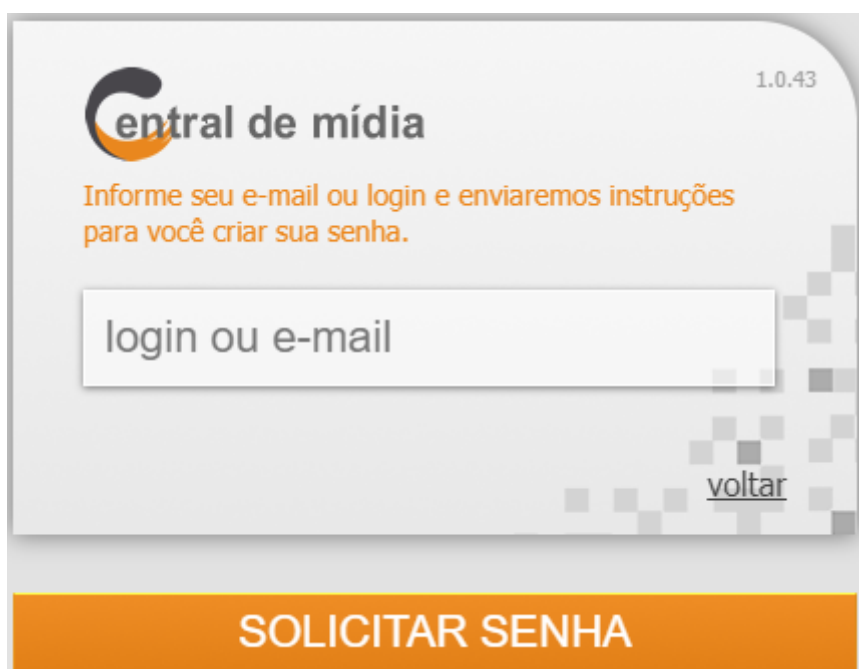 1.0.43
Central de mídia
Informe seu e-mail ou login e enviaremos instruções
para você criar sua senha.
login ou e-mail
voltar
SOLICITAR SENHA